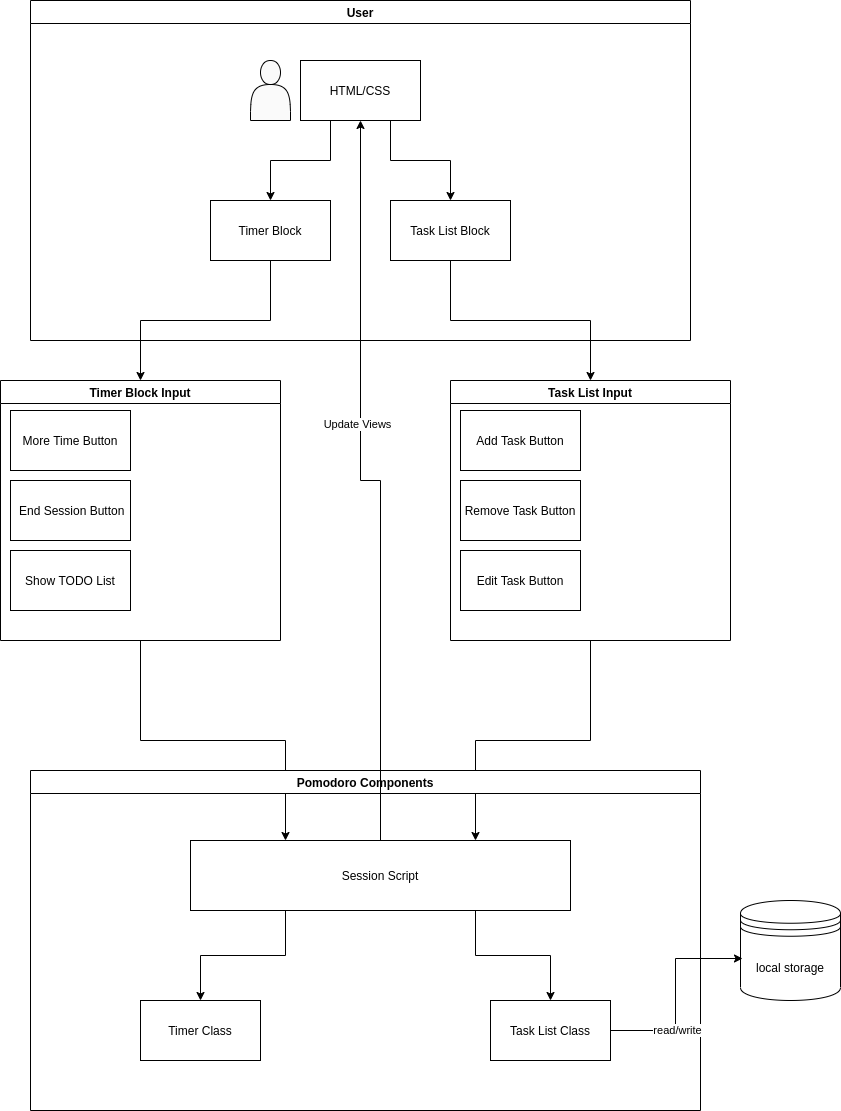 User
HTML/CSS
Timer Block
Task List Block
Timer Block Input
More Time Button
End Session Button
Show TODO List
Update Views
Task List Input
Add Task Button
Remove Task Button
Edit Task Button
Pomodoro Components
Session Script
Timer Class
Task List Class
read/write
local storage